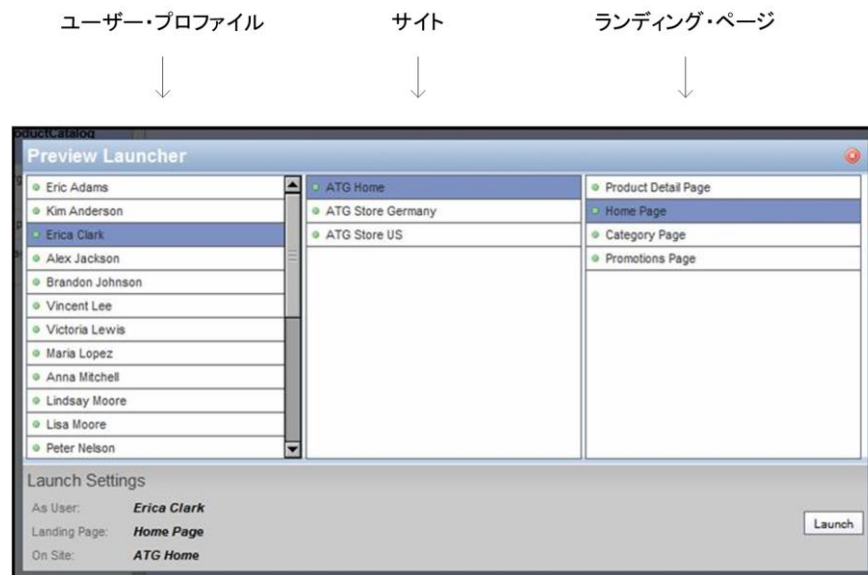 ユーザー・プロファイル
サイト
ランディング・ページ
oductCatalog
Preview Launcher
Eric Adams
Kim Anderson
Erica Clark
Alex Jackson
Brandon Johnson
Vincent Lee
Victoria Lewis
Maria Lopez
Anna Mitchell
Lindsay Moore
Lisa Moore
Peter Nelson
ATG Home
ATG Store Germany
ATG Store US
Product Detail Page
Home Page
Category Page
Promotions Page
Launch Settings
As User: Erica Clark
Landing Page: Home Page
On Site: ATG Home
Launch